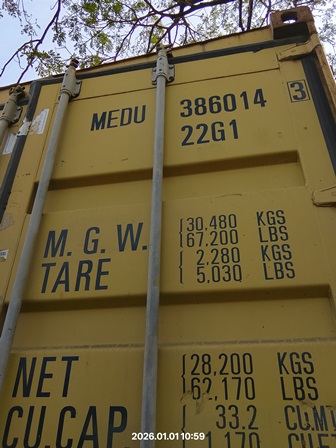 MEDU 386014 3
22G1
M.G.W. 30,480 KGS
67,200 LBS
TARE 2,280 KGS
5,030 LBS
NET 28,200 KGS
62,170 LBS
CU.CAP 33.2 CU.M
2026.01.01 10:59